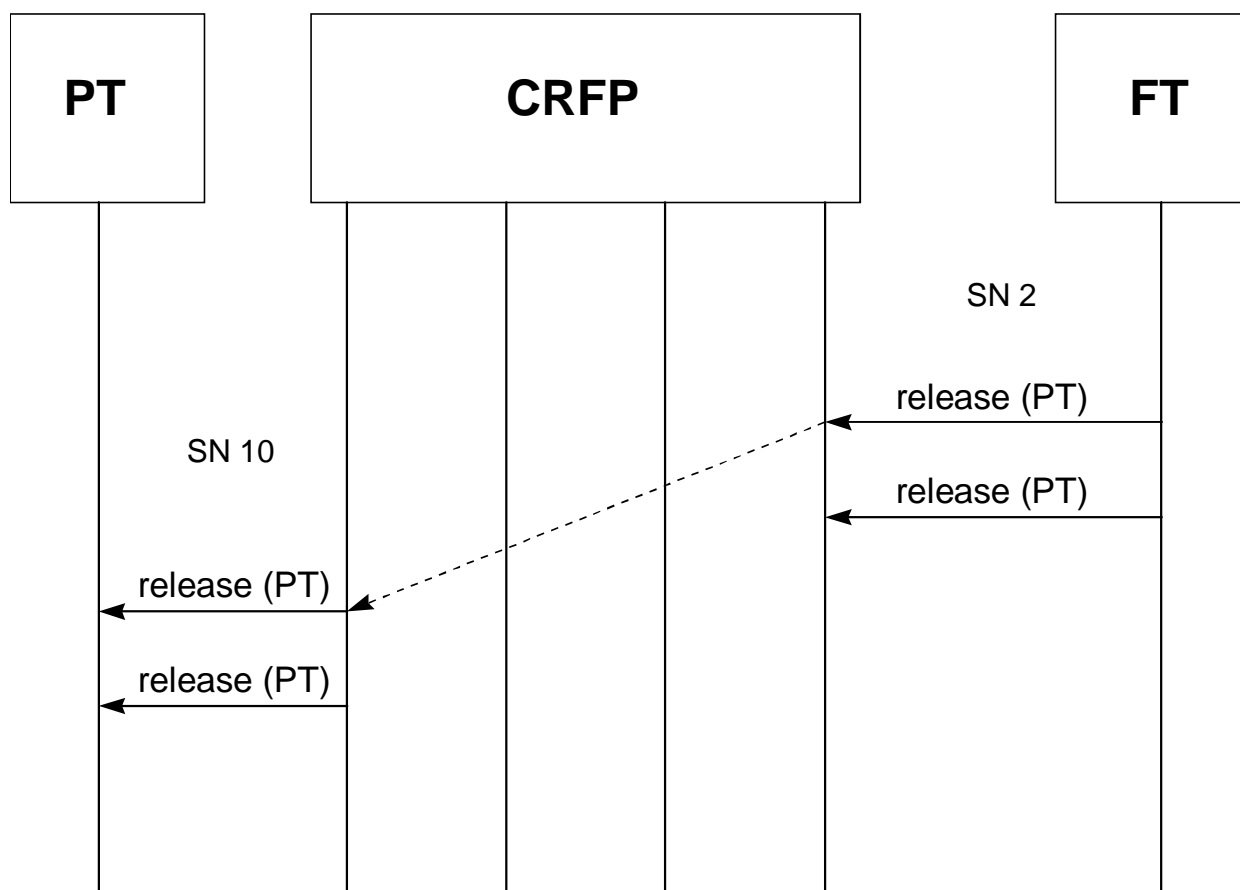 PT
CRFP
FT
SN 2
release (PT)
SN 10
release (PT)
release (PT)
release (PT)